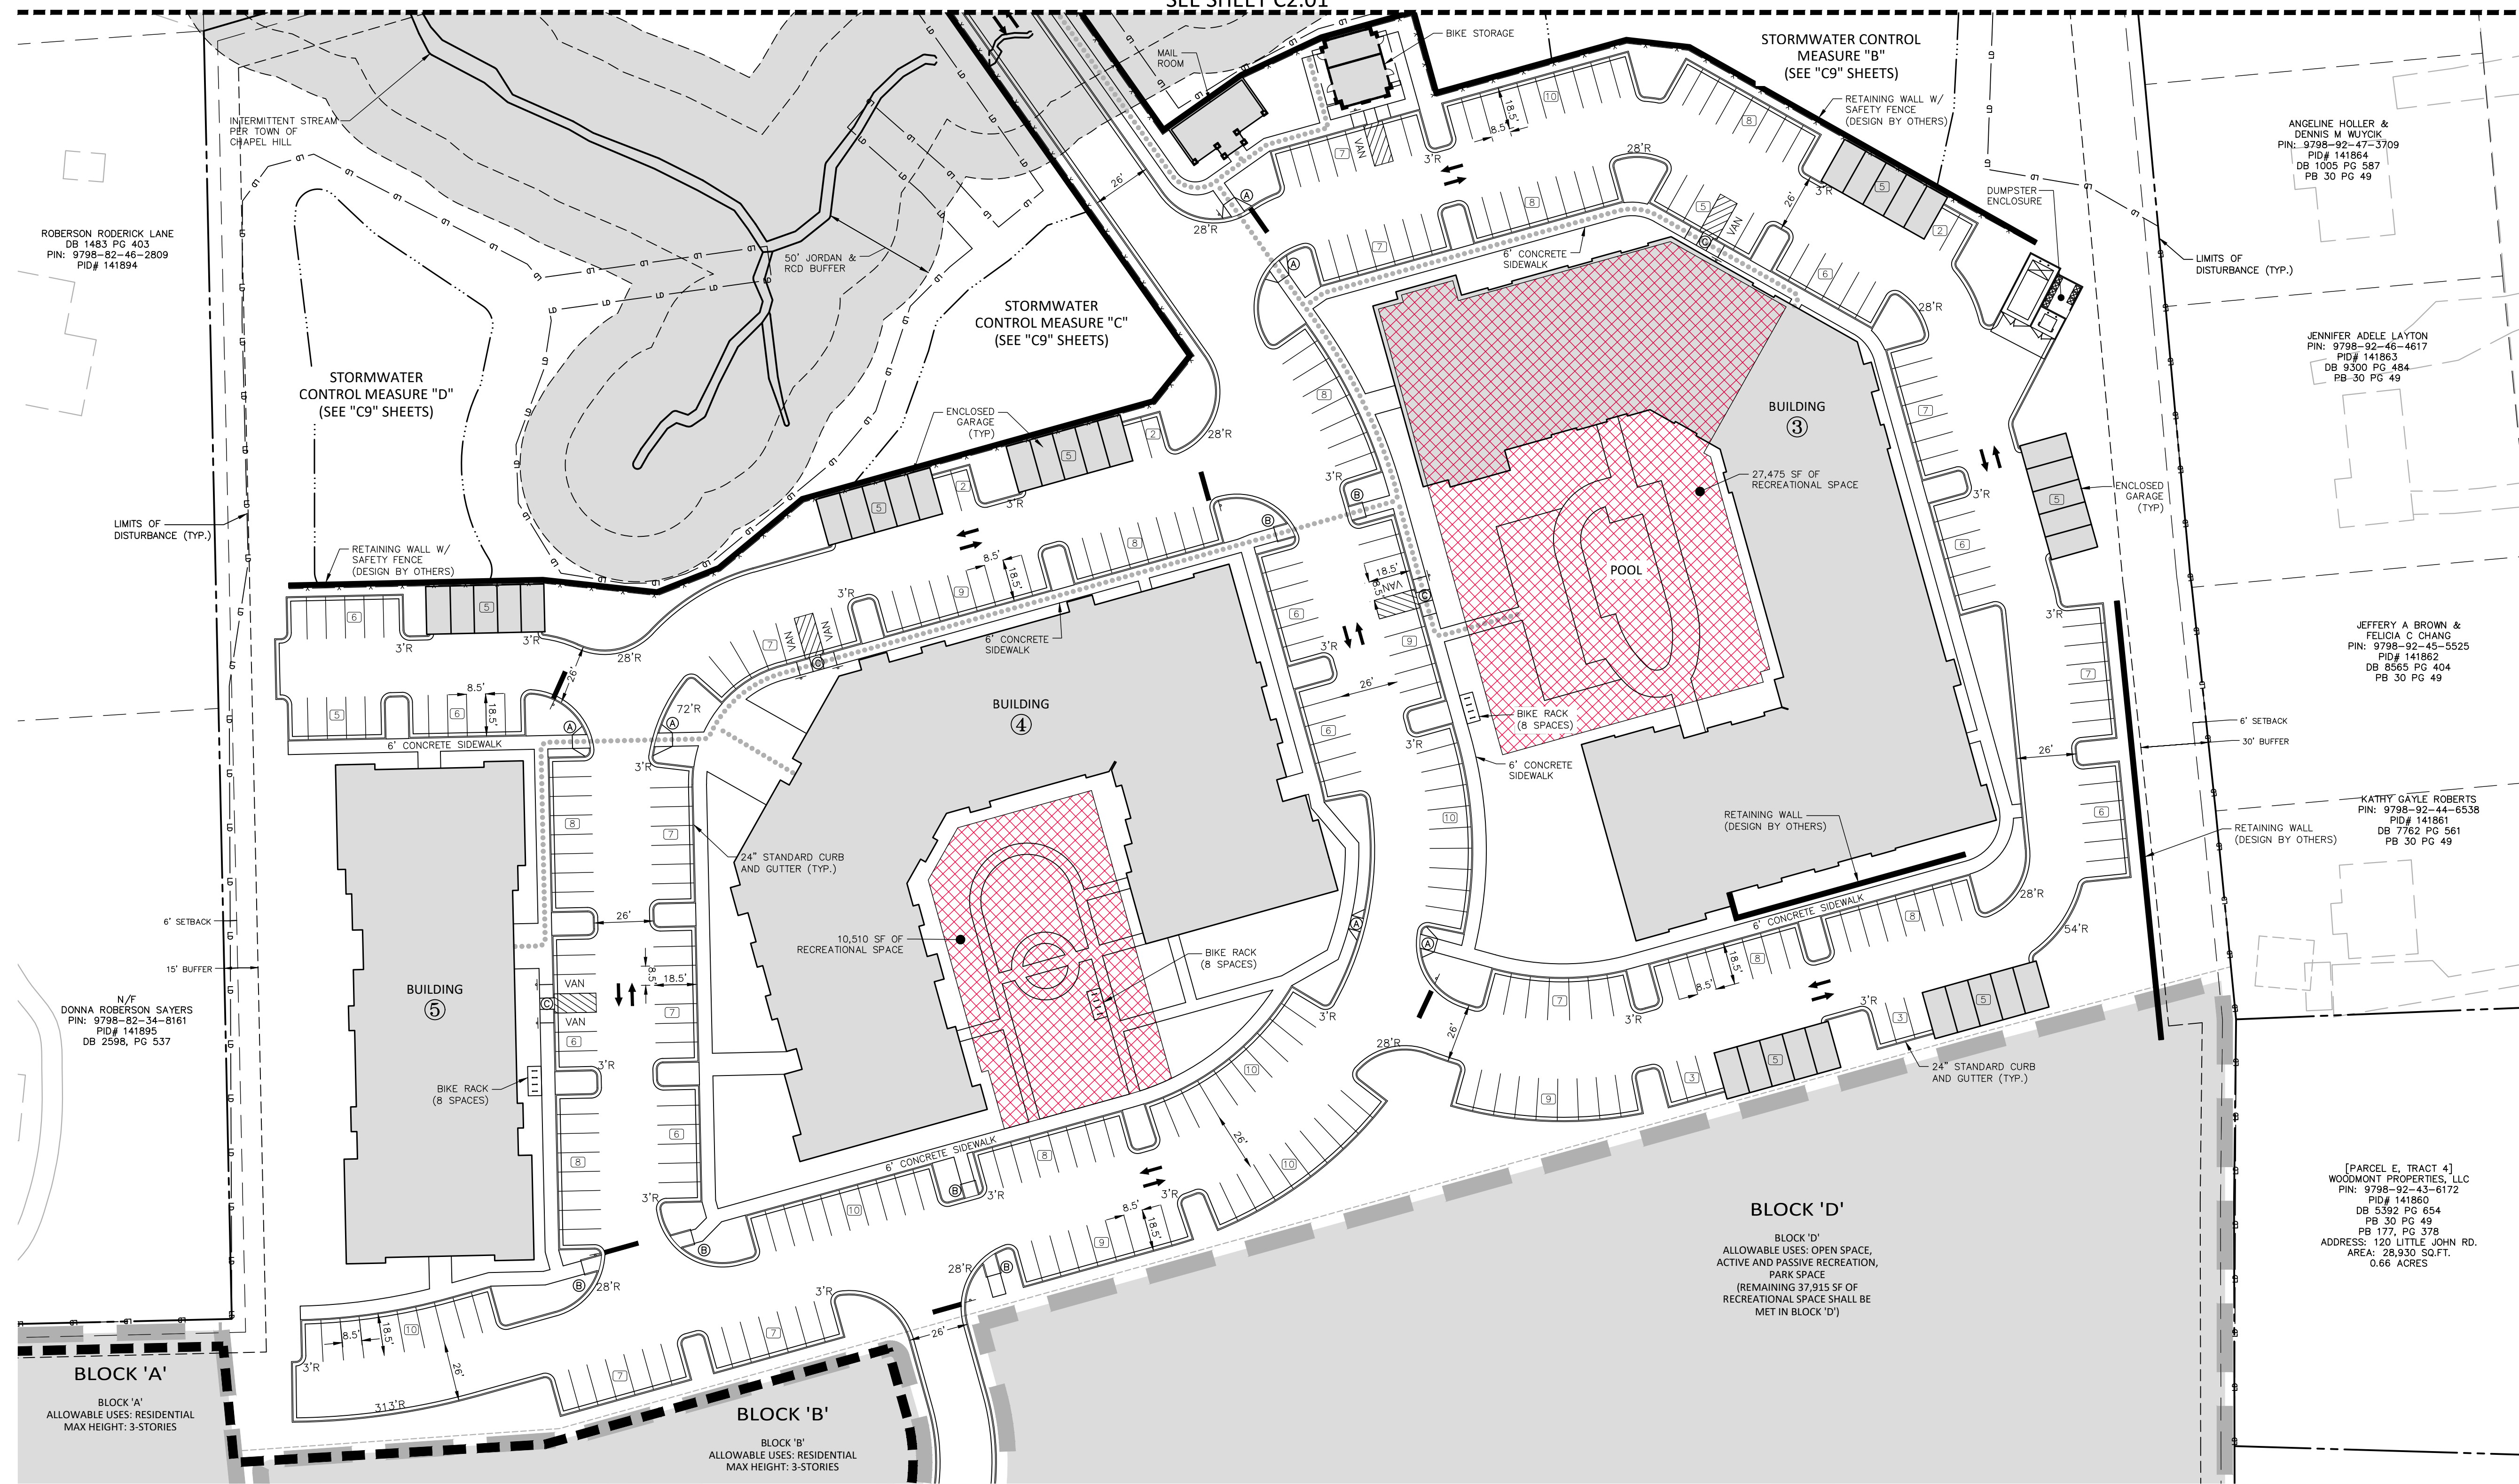 SEE SHEET C2.01
INTERMITTENT STREAM
PER TOWN OF
CHAPEL HILL
MAIL
ROOM
BIKE STORAGE
STORMWATER CONTROL
MEASURE "B"
(SEE "C9" SHEETS)
RETAINING WALL W/
SAFETY FENCE
(DESIGN BY OTHERS)
ANGELINE HOLLER &
DENNIS M WUYCIK
PIN: 9798-92-47-3709
PID# 141864
DB 1005 PG 587
PB 30 PG 49
DUMPSTER
ENCLOSURE
LIMITS OF
DISTURBANCE (TYP.)
ROBERSON RODERICK LANE
DB 1483 PG 403
PIN: 9798-82-46-2809
PID# 141894
50' JORDAN &
RCD BUFFER
STORMWATER
CONTROL MEASURE "C"
(SEE "C9" SHEETS)
STORMWATER
CONTROL MEASURE "D"
(SEE "C9" SHEETS)
ENCLOSED
GARAGE
(TYP)
6' CONCRETE
SIDEWALK
BUILDING
3
27,475 SF OF
RECREATIONAL SPACE
POOL
JENNIFER ADELE LAYTON
PIN: 9798-92-46-4617
PID# 141863
DB 9300 PG 484
PB 30 PG 49
ENCLOSED
GARAGE
(TYP)
LIMITS OF
DISTURBANCE (TYP.)
RETAINING WALL W/
SAFETY FENCE
(DESIGN BY OTHERS)
6' CONCRETE
SIDEWALK
JEFFERY A BROWN &
FELICIA C CHANG
PIN: 9798-92-45-5525
PID# 141862
DB 8565 PG 404
PB 30 PG 49
6' SETBACK
30' BUFFER
BUILDING
4
BIKE RACK
(8 SPACES)
6' CONCRETE
SIDEWALK
6' CONCRETE SIDEWALK
72'R
24" STANDARD CURB
AND GUTTER (TYP.)
RETAINING WALL
(DESIGN BY OTHERS)
KATHY GAYLE ROBERTS
PIN: 9798-92-44-6538
PID# 141861
DB 7762 PG 561
PB 30 PG 49
RETAINING WALL
(DESIGN BY OTHERS)
6' SETBACK
15' BUFFER
10,510 SF OF
RECREATIONAL SPACE
BIKE RACK
(8 SPACES)
6' CONCRETE SIDEWALK
54'R
N/F
DONNA ROBERSON SAYERS
PIN: 9798-82-34-8161
PID# 141895
DB 2598, PG 537
BUILDING
5
VAN
VAN
BIKE RACK
(8 SPACES)
24" STANDARD CURB
AND GUTTER (TYP.)
6' CONCRETE SIDEWALK
[PARCEL E, TRACT 4]
WOODMONT PROPERTIES, LLC
PIN: 9798-92-43-6172
PID# 141860
DB 5392 PG 654
PB 30 PG 49
PB 177, PG 378
ADDRESS: 120 LITTLE JOHN RD.
AREA: 28,930 SQ.FT.
0.66 ACRES
BLOCK 'D'
BLOCK 'D'
ALLOWABLE USES: OPEN SPACE,
ACTIVE AND PASSIVE RECREATION,
PARK SPACE
(REMAINING 37,915 SF OF
RECREATIONAL SPACE SHALL BE
MET IN BLOCK 'D')
313'R
BLOCK 'A'
BLOCK 'A'
ALLOWABLE USES: RESIDENTIAL
MAX HEIGHT: 3-STORIES
BLOCK 'B'
BLOCK 'B'
ALLOWABLE USES: RESIDENTIAL
MAX HEIGHT: 3-STORIES